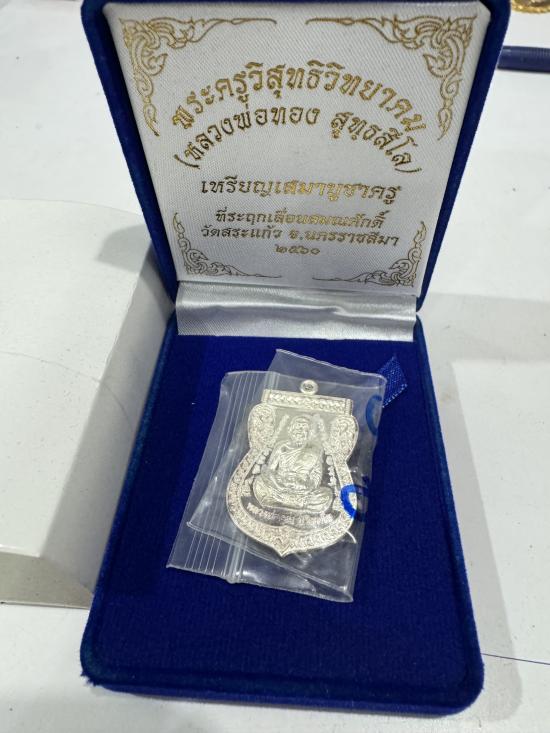 พระครูวิสุทธิวิทยาคม
(หลวงพ่อทอง สุทฺธสีโล)
เหรียญเสมาบูชาครู
ที่ระฤกเลื่อนสมณศักดิ์
วัดสระแก้ว จ.นครราชสีมา
๒๕๖๐